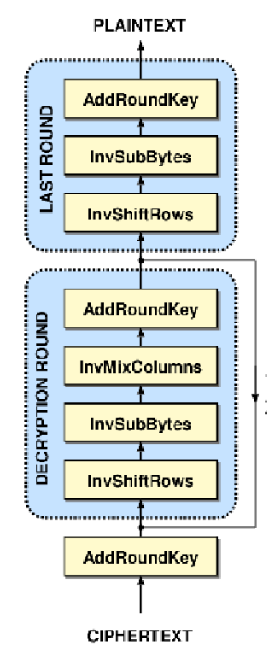 PLAINTEXT
LAST ROUND
AddRoundKey
InvSubBytes
InvShiftRows
DECRYPTION ROUND
AddRoundKey
InvMixColumns
InvSubBytes
InvShiftRows
AddRoundKey
CIPHERTEXT